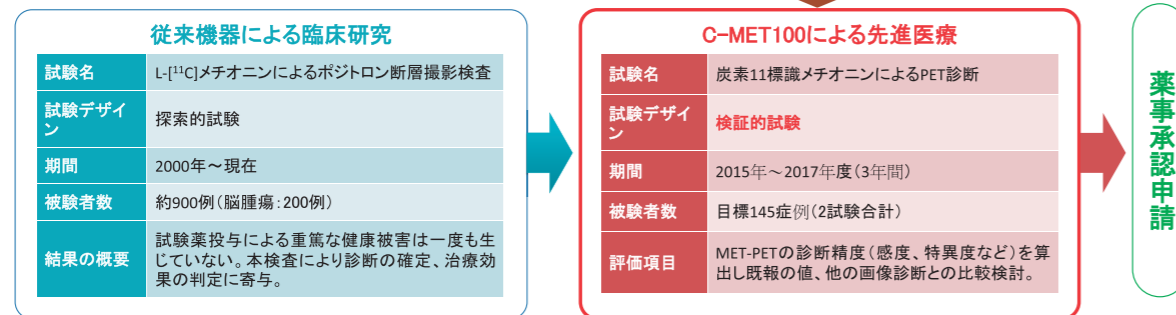 従来機器による臨床研究
試験名
L-[¹¹C]メチオニンによるポジトロン断層撮影検査
試験デザイ
ン
探索的試験
期間
2000年～現在
被験者数
約900例（脳腫瘍：200例）
結果の概要
試験薬投与による重篤な健康被害は一度も生
じていない。本検査により診断の確定、治療効
果の判定に寄与。
C-MET100による先進医療
試験名
炭素11標識メチオニンによるPET診断
試験デザイ
ン
検証的試験
期間
2015年～2017年度（3年間）
被験者数
目標145症例（2試験合計）
評価項目
MET-PETの診断精度（感度、特異度など）を算
出し既報の値、他の画像診断との比較検討。
薬事承認申請